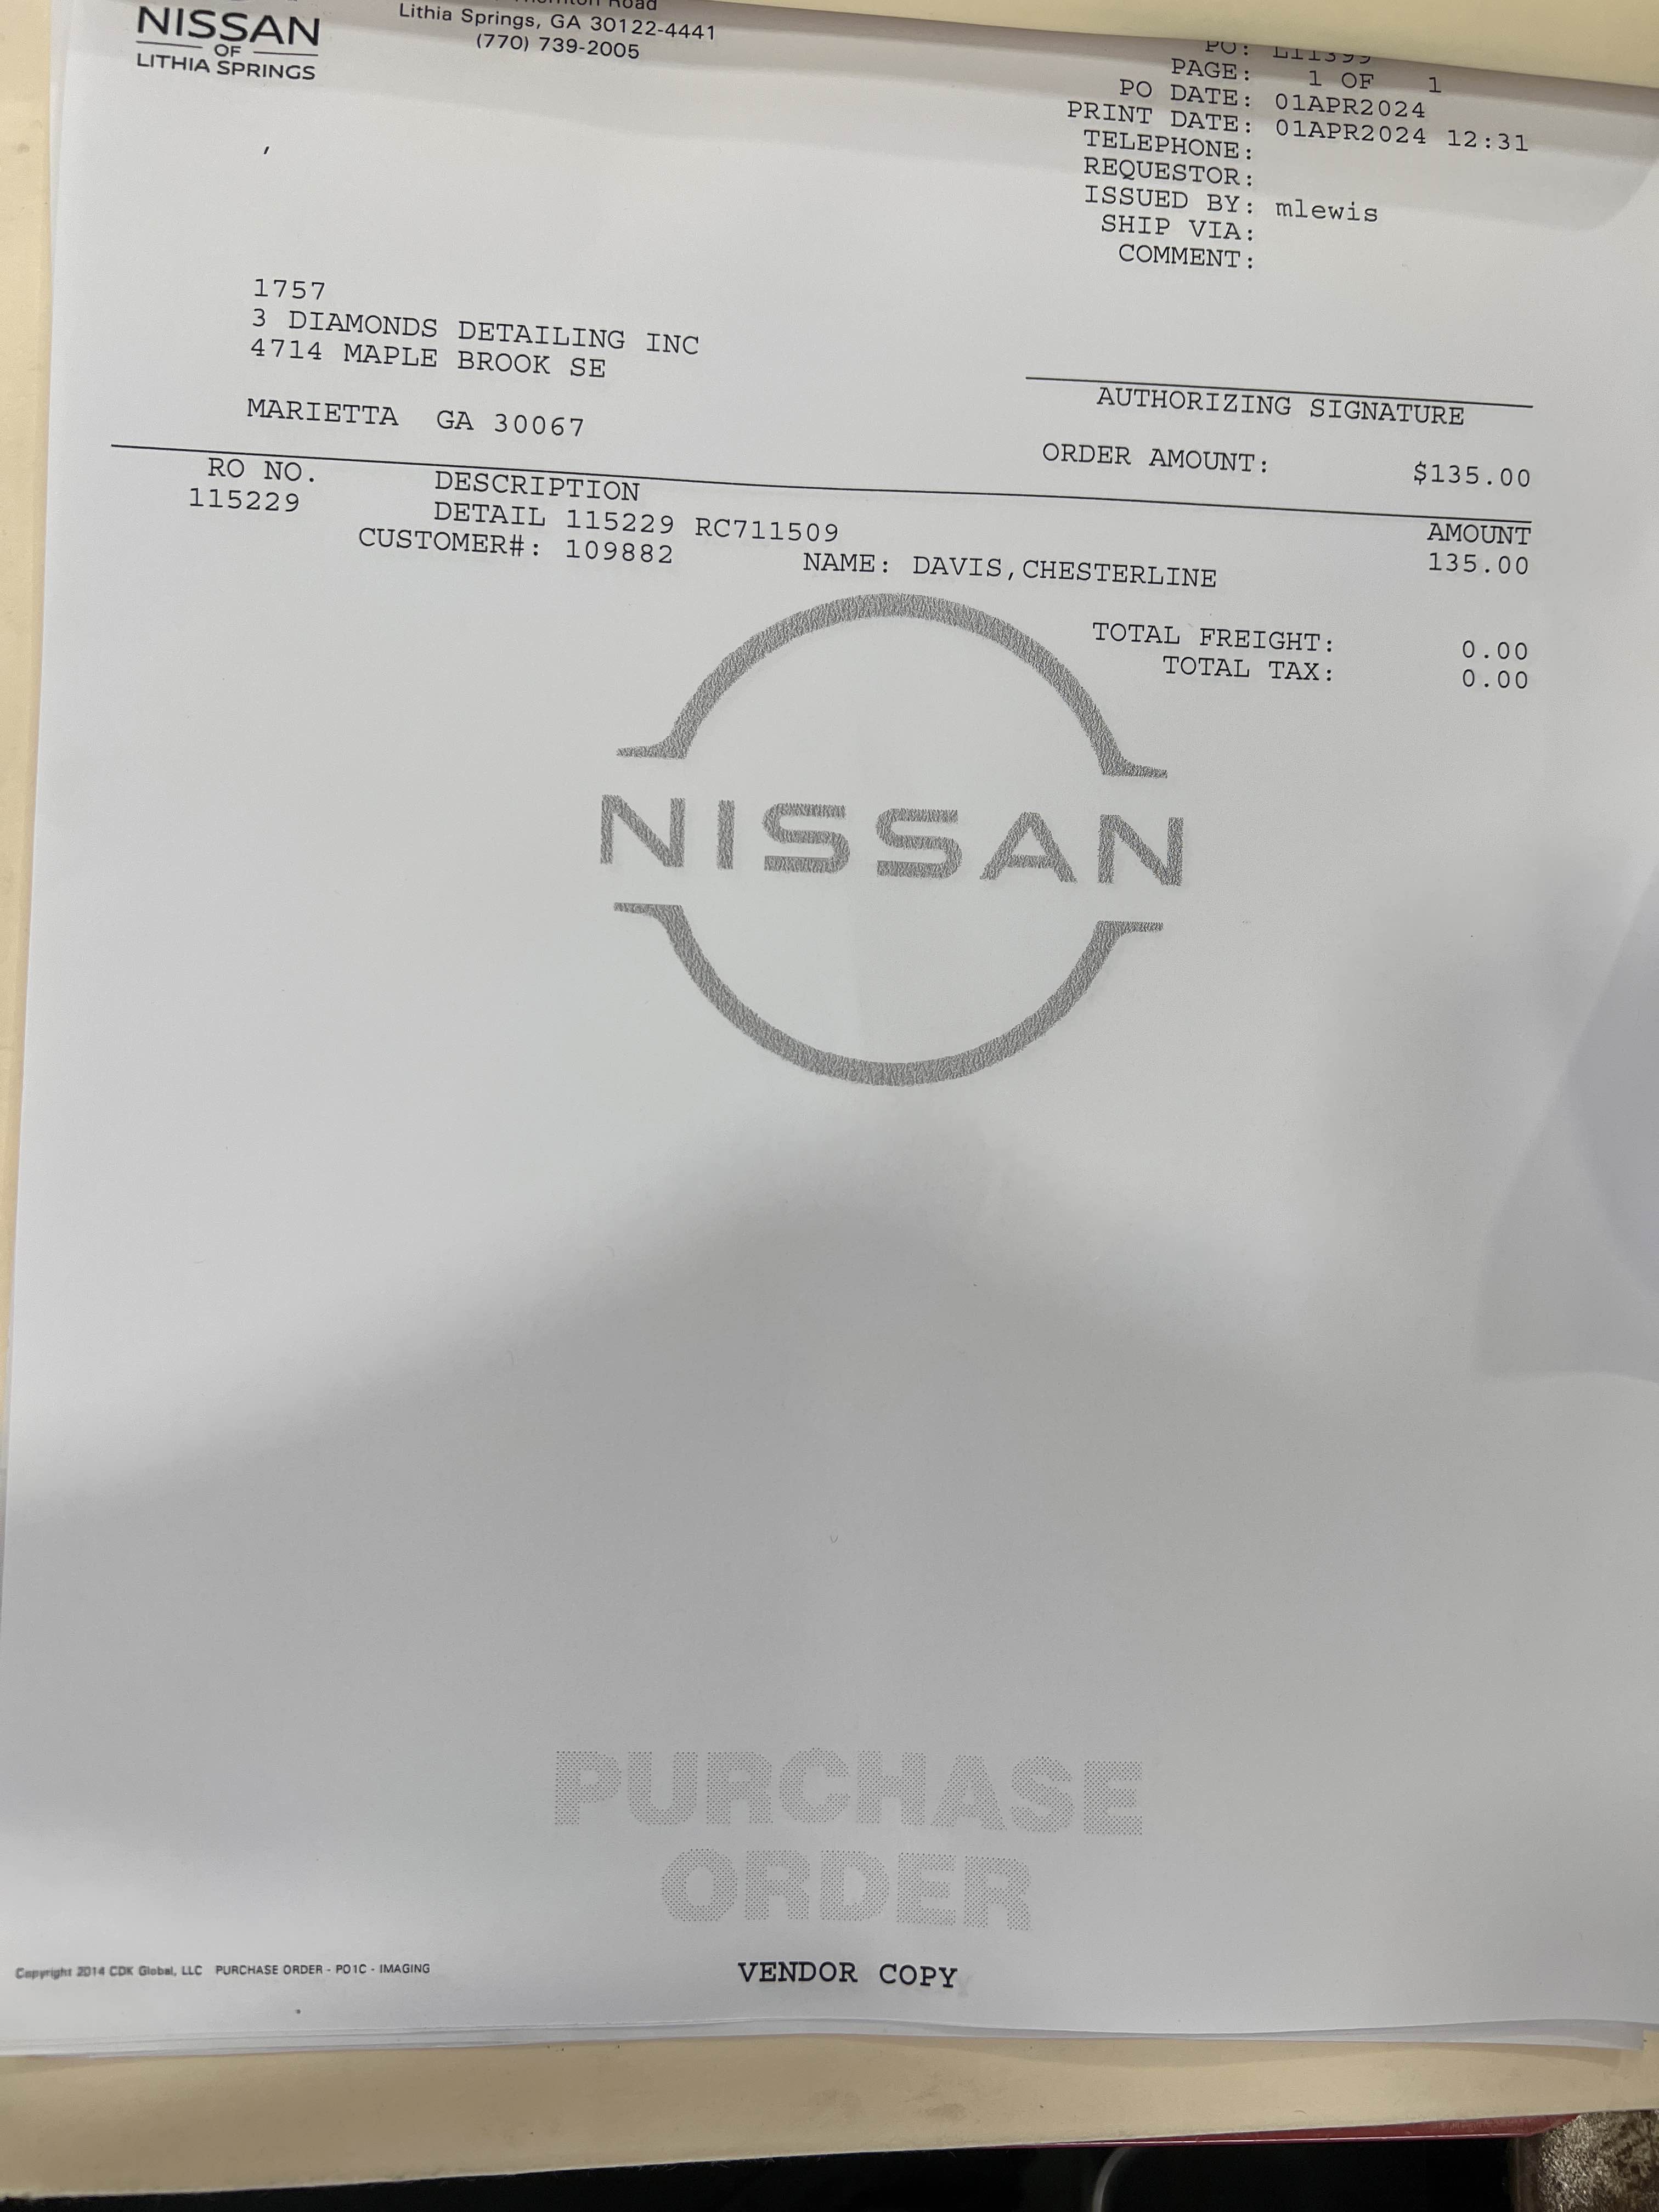 NISSAN
OF
LITHIA SPRINGS
Road
Lithia Springs, GA 30122-4441
(770) 739-2005
PO: L11399
PAGE: 1 OF 1
PO DATE: 01APR2024
PRINT DATE: 01APR2024 12:31
TELEPHONE:
REQUESTOR:
ISSUED BY: mlewis
SHIP VIA:
COMMENT:
,
1757
3 DIAMONDS DETAILING INC
4714 MAPLE BROOK SE
MARIETTA GA 30067
AUTHORIZING SIGNATURE
ORDER AMOUNT: $135.00
RO NO. DESCRIPTION AMOUNT
115229 DETAIL 115229 RC711509 135.00
CUSTOMER#: 109882 NAME: DAVIS,CHESTERLINE
TOTAL FREIGHT: 0.00
TOTAL TAX: 0.00
NISSAN
PURCHASE
ORDER
Copyright 2014 CDK Global, LLC PURCHASE ORDER - PO1C - IMAGING
VENDOR COPY